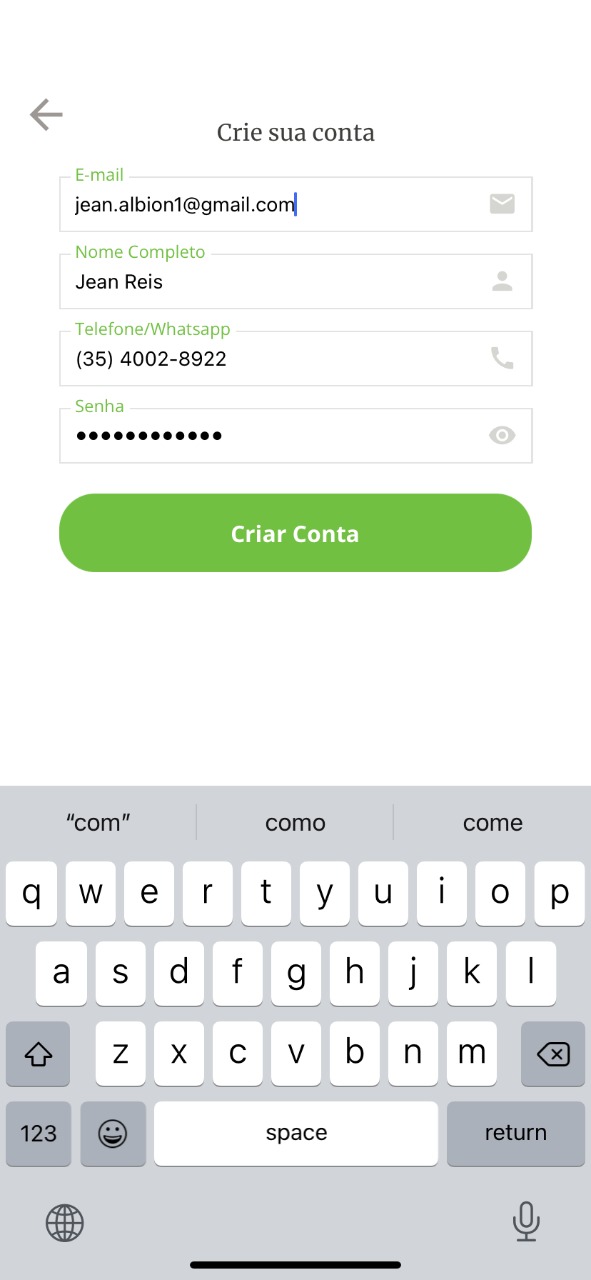 Crie sua conta
E-mail
jean.albion1@gmail.com
Nome Completo
Jean Reis
Telefone/Whatsapp
(35) 4002-8922
Senha
••••••••••••
Criar Conta
“com” como come
q w e r t y u i o p
a s d f g h j k l
z x c v b n m
123 space return